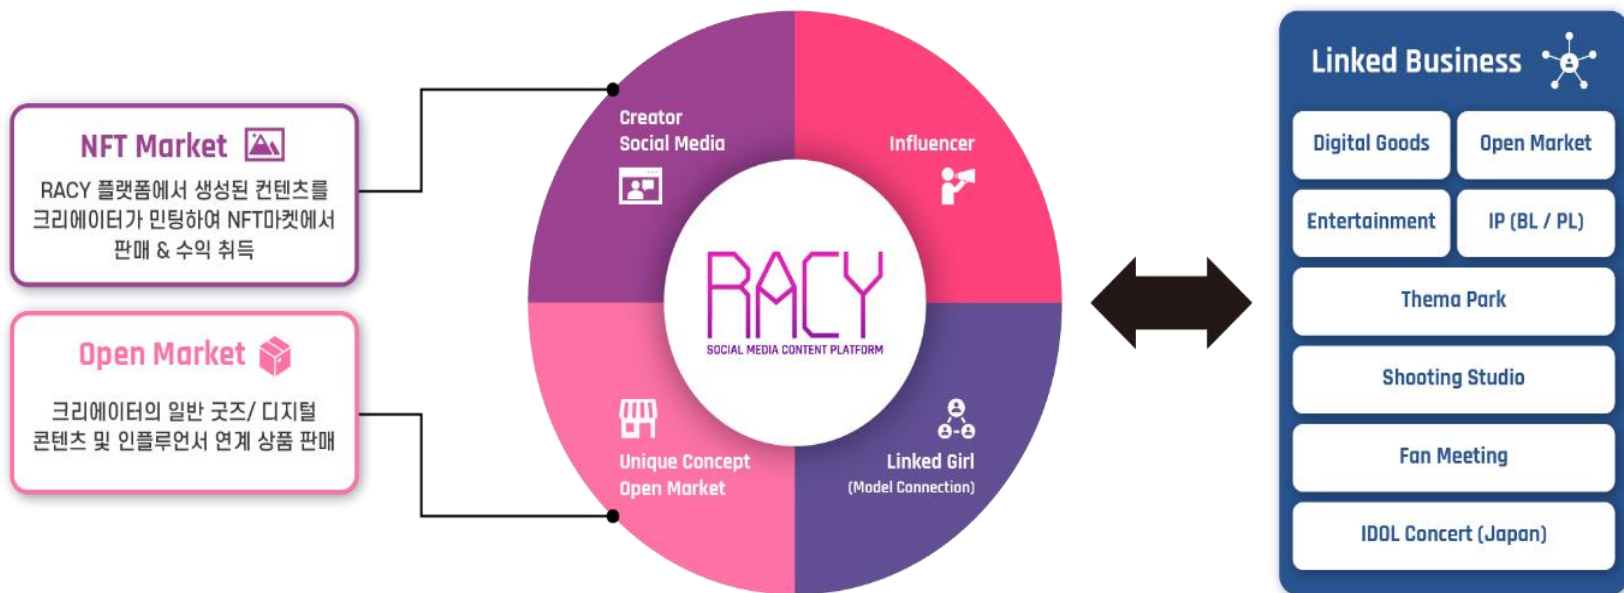 NFT Market
RACY 플랫폼에서 생성된 컨텐츠를
크리에이터가 민팅하여 NFT마켓에서
판매 & 수익 취득
Open Market
크리에이터의 일반 굿즈/ 디지털
콘텐츠 및 인플루언서 연계 상품 판매
Creator
Social Media
Influencer
RACY
SOCIAL MEDIA CONTENT PLATFORM
Unique Concept
Open Market
Linked Girl
(Model Connection)
Linked Business
Digital Goods
Open Market
Entertainment
IP (BL / PL)
Thema Park
Shooting Studio
Fan Meeting
IDOL Concert (Japan)